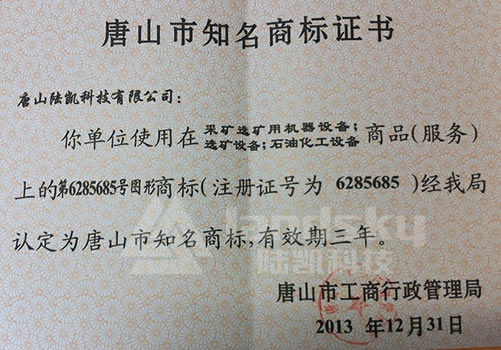 唐山市知名商标证书
唐山陆凯科技有限公司：
你单位使用在采矿选矿用机器设备；选矿设备；石油化工设备商品（服务）
上的第6285685号图形商标（注册证号为 6285685 ）经我局
认定为唐山市知名商标，有效期三年。
landsky
陆凯科技
唐山市工商行政管理局
2013 年12月31日